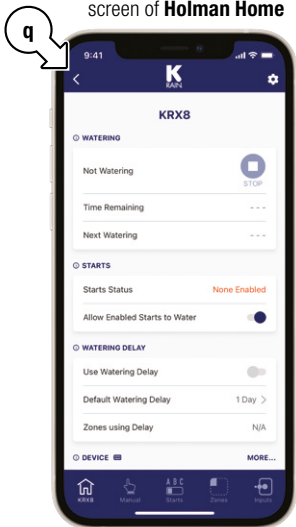 screen of Holman Home
q
9:41
K
RAIN
KRX8
WATERING
Not Watering
STOP
Time Remaining - - -
Next Watering - - -
STARTS
Starts Status None Enabled
Allow Enabled Starts to Water
WATERING DELAY
Use Watering Delay
Default Watering Delay 1 Day >
Zones using Delay N/A
DEVICE MORE...
A B C
KRX8 Manual Starts Zones Inputs